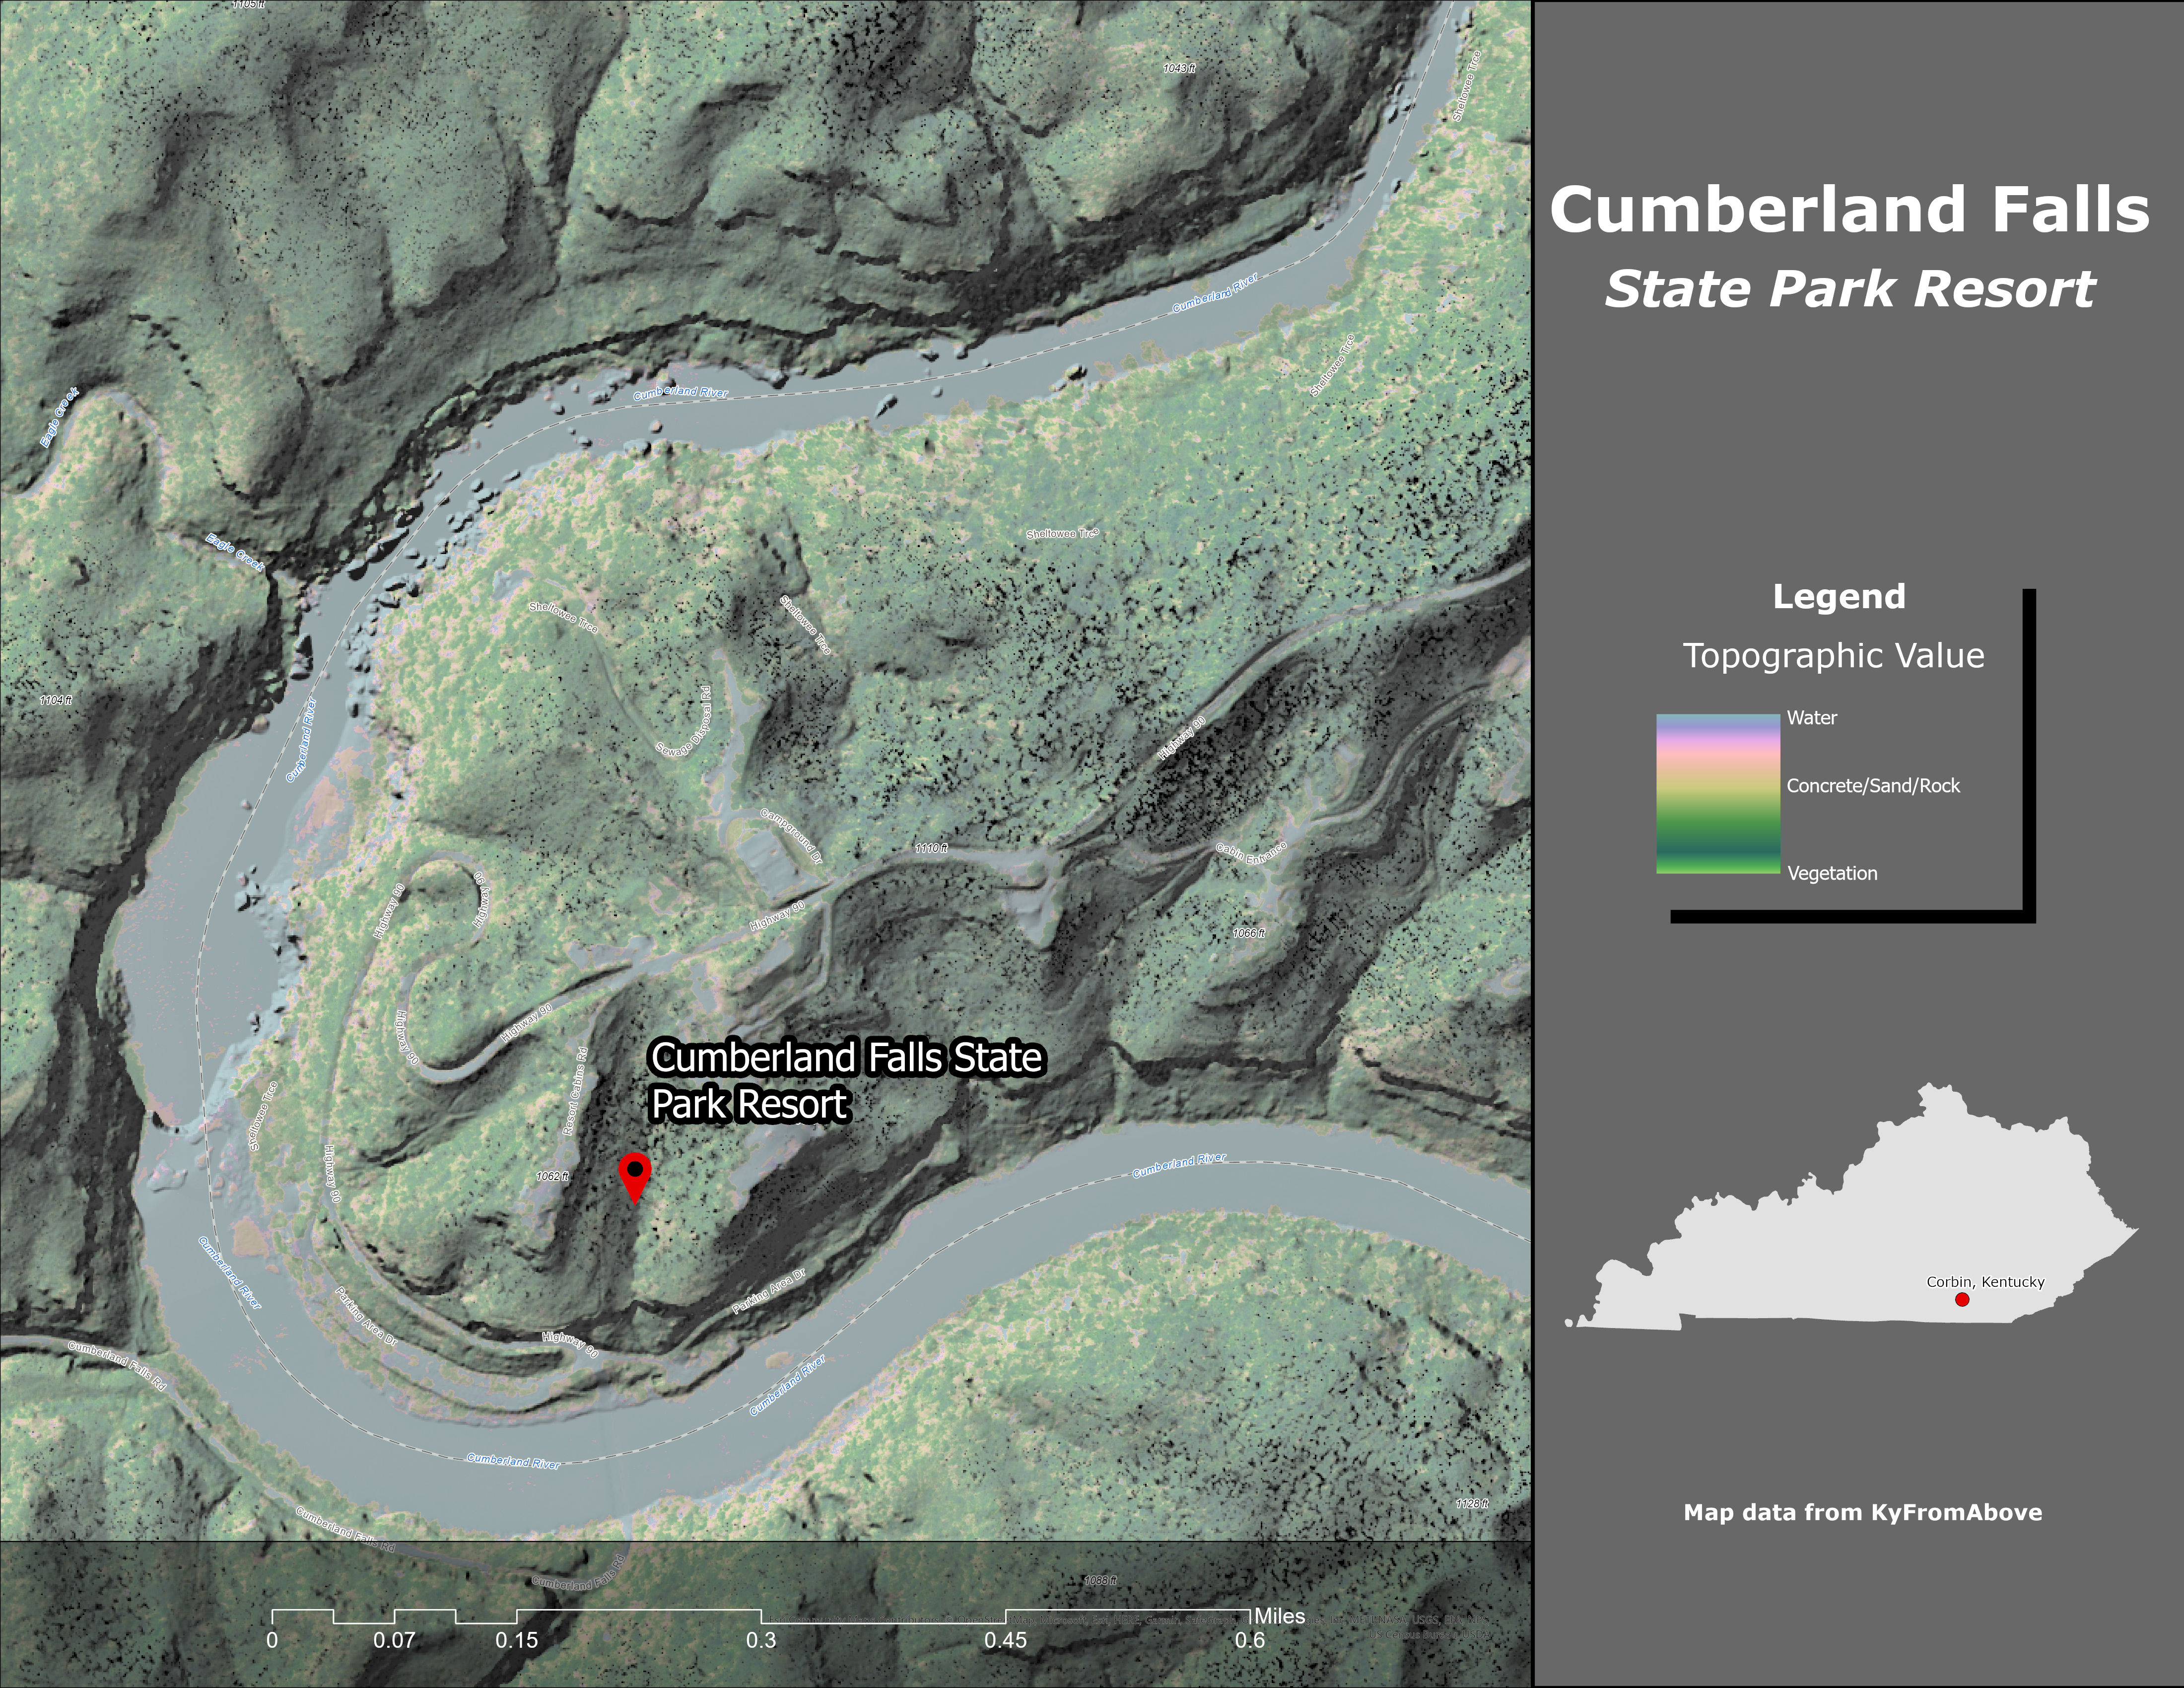 1105 ft
1043 ft
Shellowee Trce
Cumberland River
Cumberland River
Shellowee Trce
Eagle Creek
Eagle Creek
Shellowee Trce
Shellowee Trce
Shellowee Trce
1104 ft
Cumberland River
Sewage Disposal Rd
Highway 90
Campground Dr
1110 ft
Cabin Entrance
Highway 90
Highway 90
Highway 90
1066 ft
Highway 90
Highway 90
Resort Cabins Rd
Cumberland Falls State
Park Resort
Shellowee Trce
Highway 90
1062 ft
Cumberland River
Cumberland River
Parking Area Dr
Parking Area Dr
Highway 90
Cumberland Falls Rd
Cumberland River
Cumberland River
1128 ft
Cumberland Falls Rd
Cumberland Falls Rd
1088 ft
Miles
0 0.07 0.15 0.3 0.45 0.6
Cumberland Falls
State Park Resort
Legend
Topographic Value
Water
Concrete/Sand/Rock
Vegetation
Corbin, Kentucky
Map data from KyFromAbove